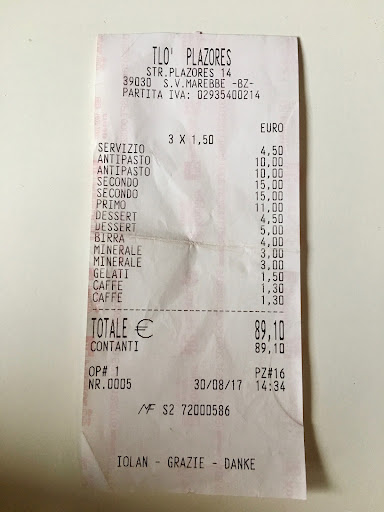 TLO' PLAZORES
STR.PLAZORES 14
39030 S.V.MAREBBE -BZ-
PARTITA IVA: 02935400214
EURO
3 X 1,50
SERVIZIO 4,50
ANTIPASTO 10,00
ANTIPASTO 10,00
SECONDO 15,00
SECONDO 15,00
PRIMO 11,00
DESSERT 4,50
DESSERT 5,00
BIRRA 4,00
MINERALE 3,00
MINERALE 3,00
GELATI 1,50
CAFFE 1,30
CAFFE 1,30
TOTALE € 89,10
CONTANTI 89,10
OP# 1 PZ#16
NR.0005 30/08/17 14:34
MF S2 72000586
IOLAN - GRAZIE - DANKE